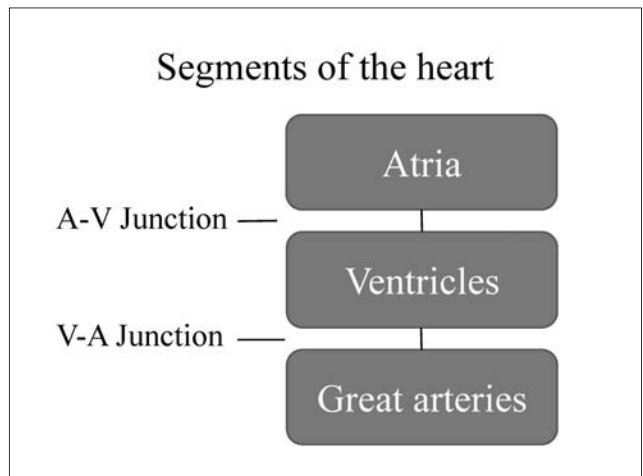 Segments of the heart
Atria
A-V Junction
Ventricles
V-A Junction
Great arteries